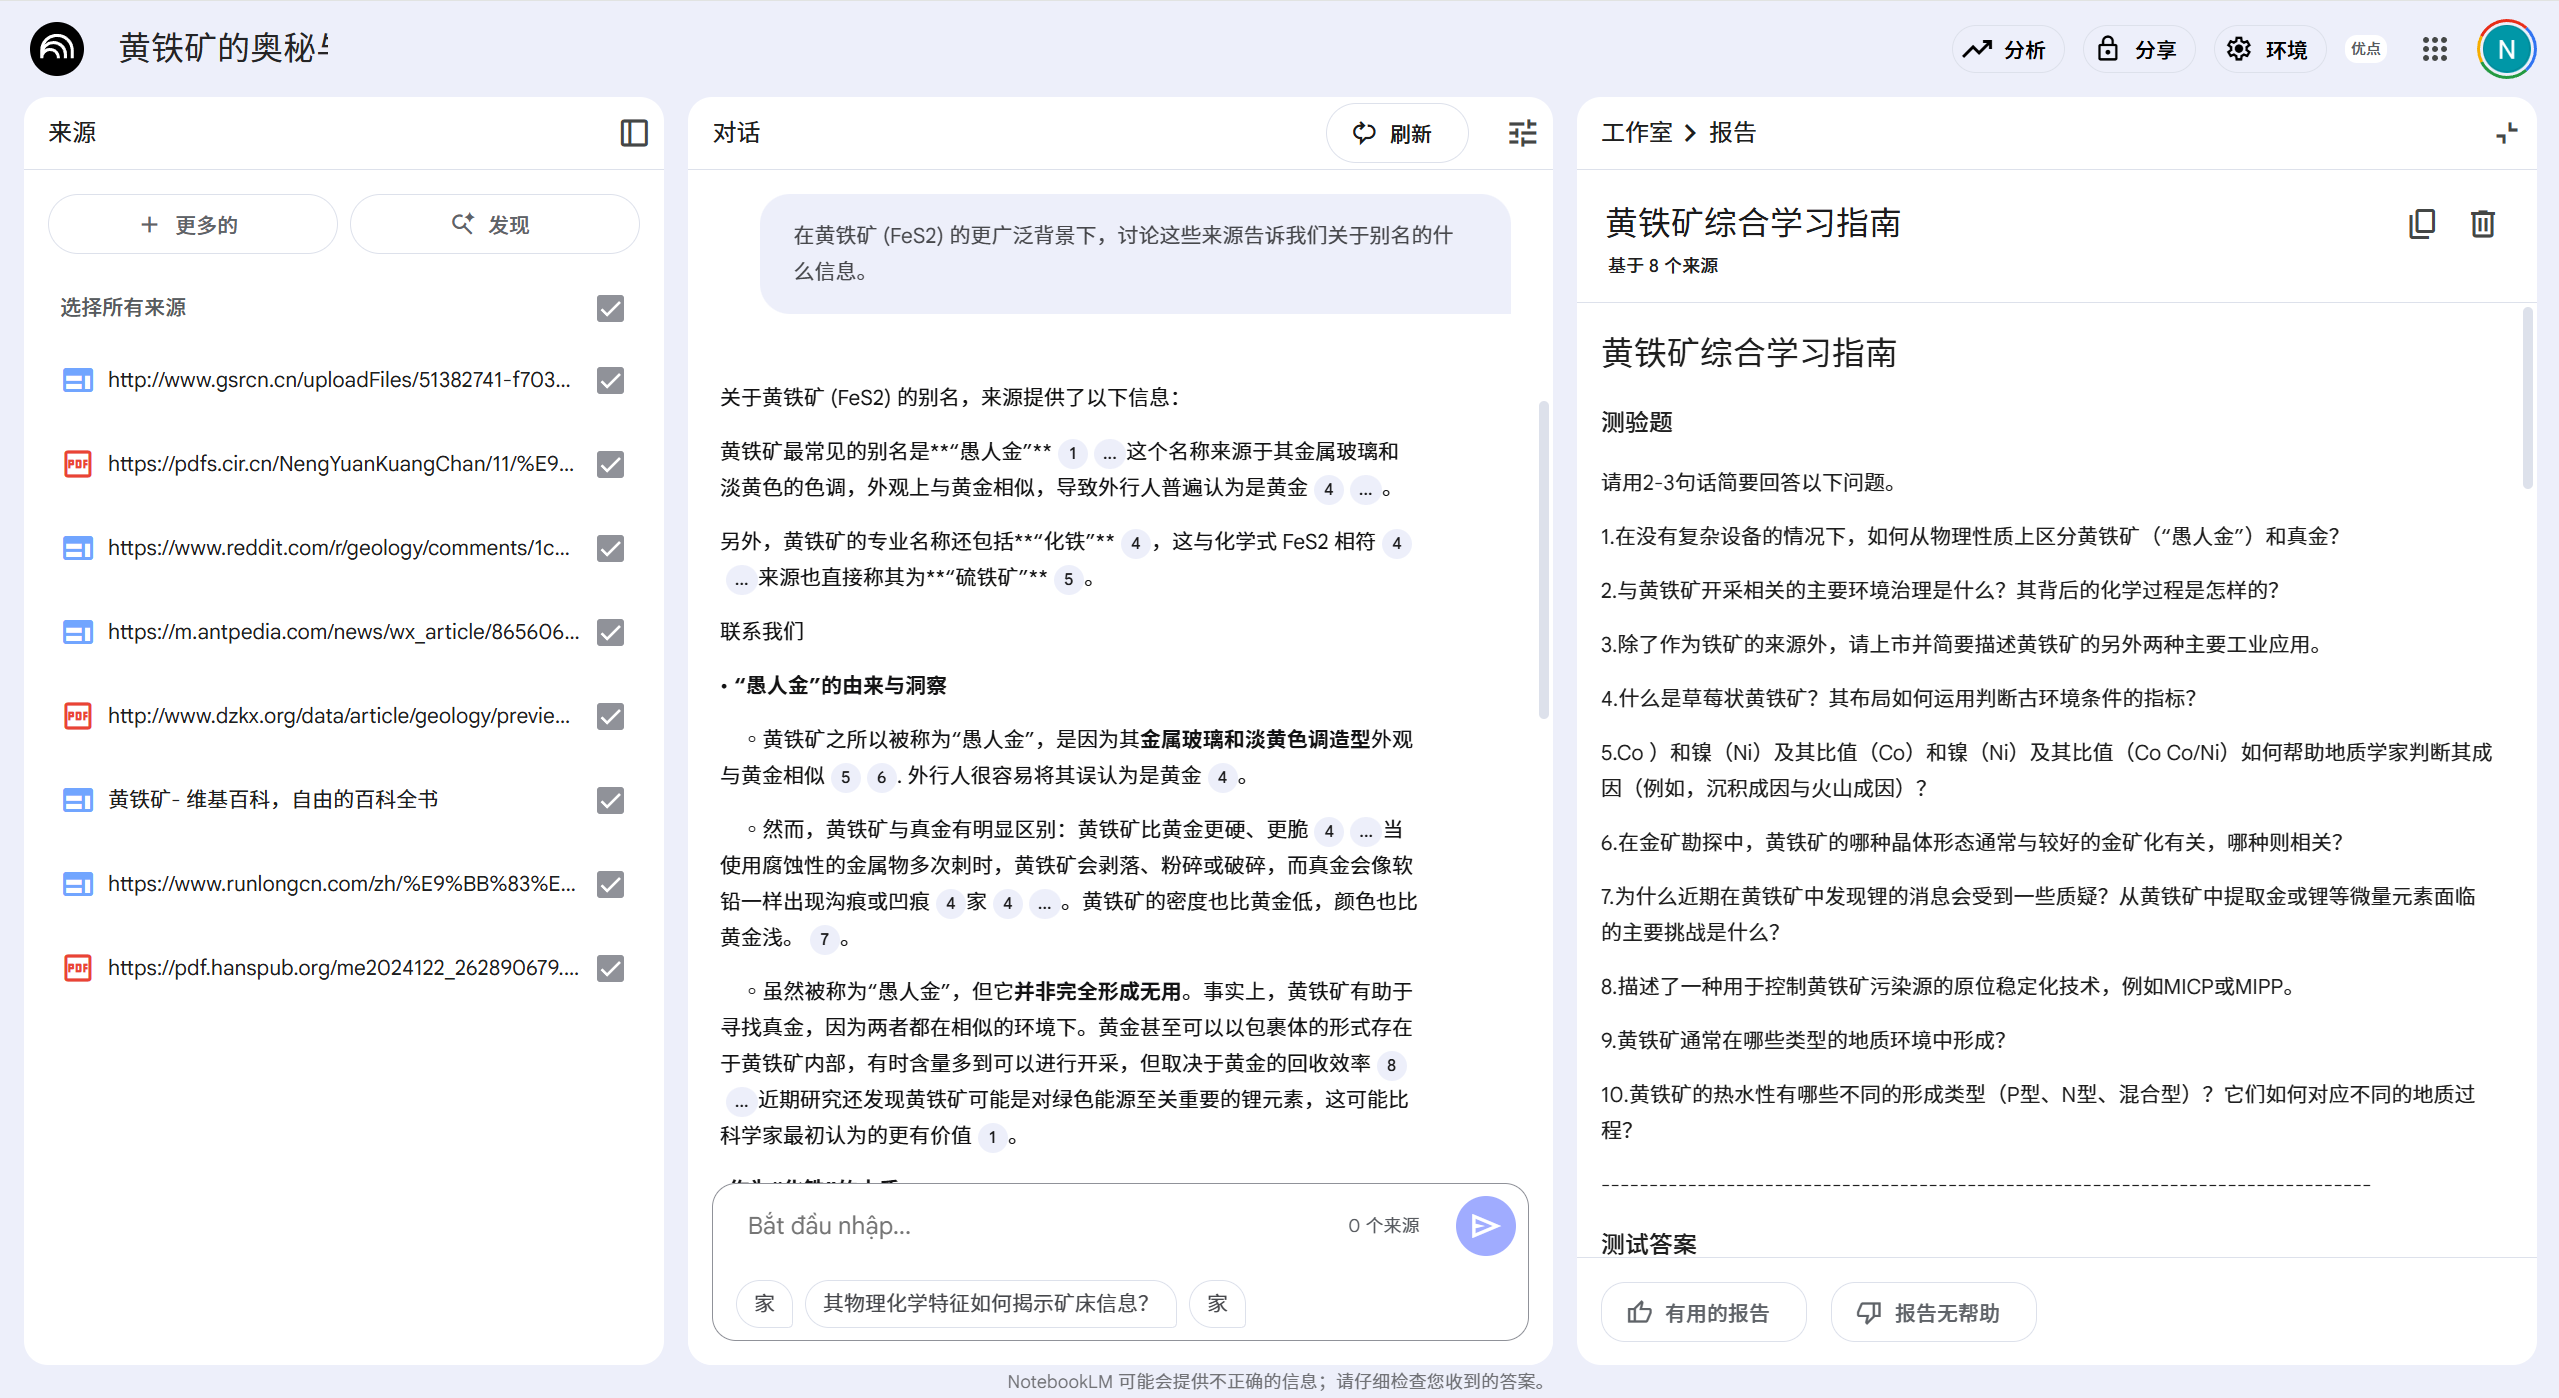 黄铁矿的奥秘
分析
分享
环境
优点
N
来源
更多的
发现
选择所有来源
http://www.gsrcn.cn/uploadFiles/51382741-f703...
https://pdfs.cir.cn/NengYuanKuangChan/11/%E9...
https://www.reddit.com/r/geology/comments/1c...
https://m.antpedia.com/news/wx_article/865606...
http://www.dzkx.org/data/article/geology/previe...
黄铁矿- 维基百科，自由的百科全书
https://www.runlongcn.com/zh/%E9%BB%83%E...
https://pdf.hanspub.org/me2024122_262890679....
对话
刷新
在黄铁矿 (FeS2) 的更广泛背景下，讨论这些来源告诉我们关于别名的什
么信息。
关于黄铁矿 (FeS2) 的别名，来源提供了以下信息：
黄铁矿最常见的别名是**“愚人金”** 1 ...这个名称来源于其金属玻璃和
淡黄色的色调，外观上与黄金相似，导致外行人普遍认为是黄金 4 ...。
另外，黄铁矿的专业名称还包括**“化铁”** 4，这与化学式 FeS2 相符 4
...来源也直接称其为**“硫铁矿”** 5。
联系我们
• “愚人金”的由来与洞察
◦ 黄铁矿之所以被称为“愚人金”，是因为其金属玻璃和淡黄色调造型外观
与黄金相似 5 6. 外行人很容易将其误认为是黄金 4。
◦ 然而，黄铁矿与真金有明显区别：黄铁矿比黄金更硬、更脆 4 ...当
使用腐蚀性的金属物多次刺时，黄铁矿会剥落、粉碎或破碎，而真金会像软
铅一样出现沟痕或凹痕 4家 4 ...。黄铁矿的密度也比黄金低，颜色也比
黄金浅。 7。
◦ 虽然被称为“愚人金”，但它并非完全形成无用。事实上，黄铁矿有助于
寻找真金，因为两者都在相似的环境下。黄金甚至可以以包裹体的形式存在
于黄铁矿内部，有时含量多到可以进行开采，但取决于黄金的回收效率 8
...近期研究还发现黄铁矿可能是对绿色能源至关重要的锂元素，这可能比
科学家最初认为的更有价值 1。
Bắt đầu nhập...
0 个来源
家
其物理化学特征如何揭示矿床信息？
家
工作室 > 报告
黄铁矿综合学习指南
基于 8 个来源
黄铁矿综合学习指南
测验题
请用2-3句话简要回答以下问题。
1.在没有复杂设备的情况下，如何从物理性质上区分黄铁矿（“愚人金”）和真金？
2.与黄铁矿开采相关的主要环境治理是什么？其背后的化学过程是怎样的？
3.除了作为铁矿的来源外，请上市并简要描述黄铁矿的另外两种主要工业应用。
4.什么是草莓状黄铁矿？其布局如何运用判断古环境条件的指标？
5.Co ）和镍（Ni）及其比值（Co）和镍（Ni）及其比值（Co Co/Ni）如何帮助地质学家判断其成
因（例如，沉积成因与火山成因）？
6.在金矿勘探中，黄铁矿的哪种晶体形态通常与较好的金矿化有关，哪种则相关？
7.为什么近期在黄铁矿中发现锂的消息会受到一些质疑？从黄铁矿中提取金或锂等微量元素面临
的主要挑战是什么？
8.描述了一种用于控制黄铁矿污染源的原位稳定化技术，例如MICP或MIPP。
9.黄铁矿通常在哪些类型的地质环境中形成？
10.黄铁矿的热水性有哪些不同的形成类型（P型、N型、混合型）？它们如何对应不同的地质过
程？
--------------------------------------------------------------------------------
测试答案
有用的报告
报告无帮助
NotebookLM 可能会提供不正确的信息；请仔细检查您收到的答案。